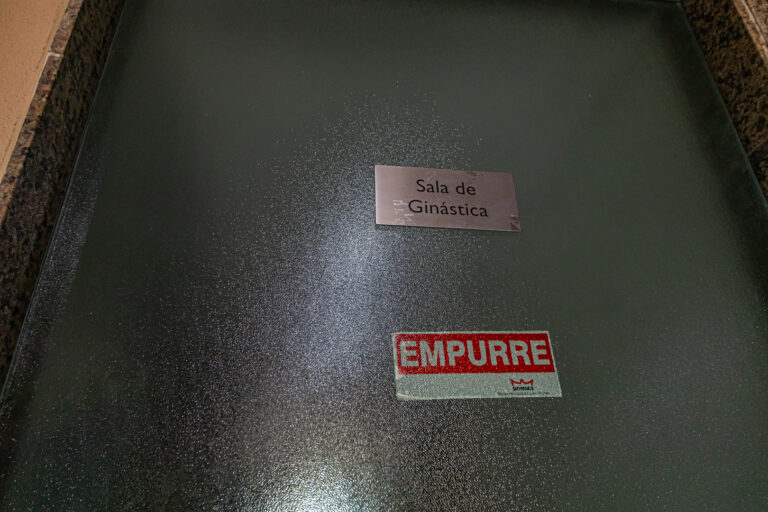 Sala de
Ginástica
EMPURRE